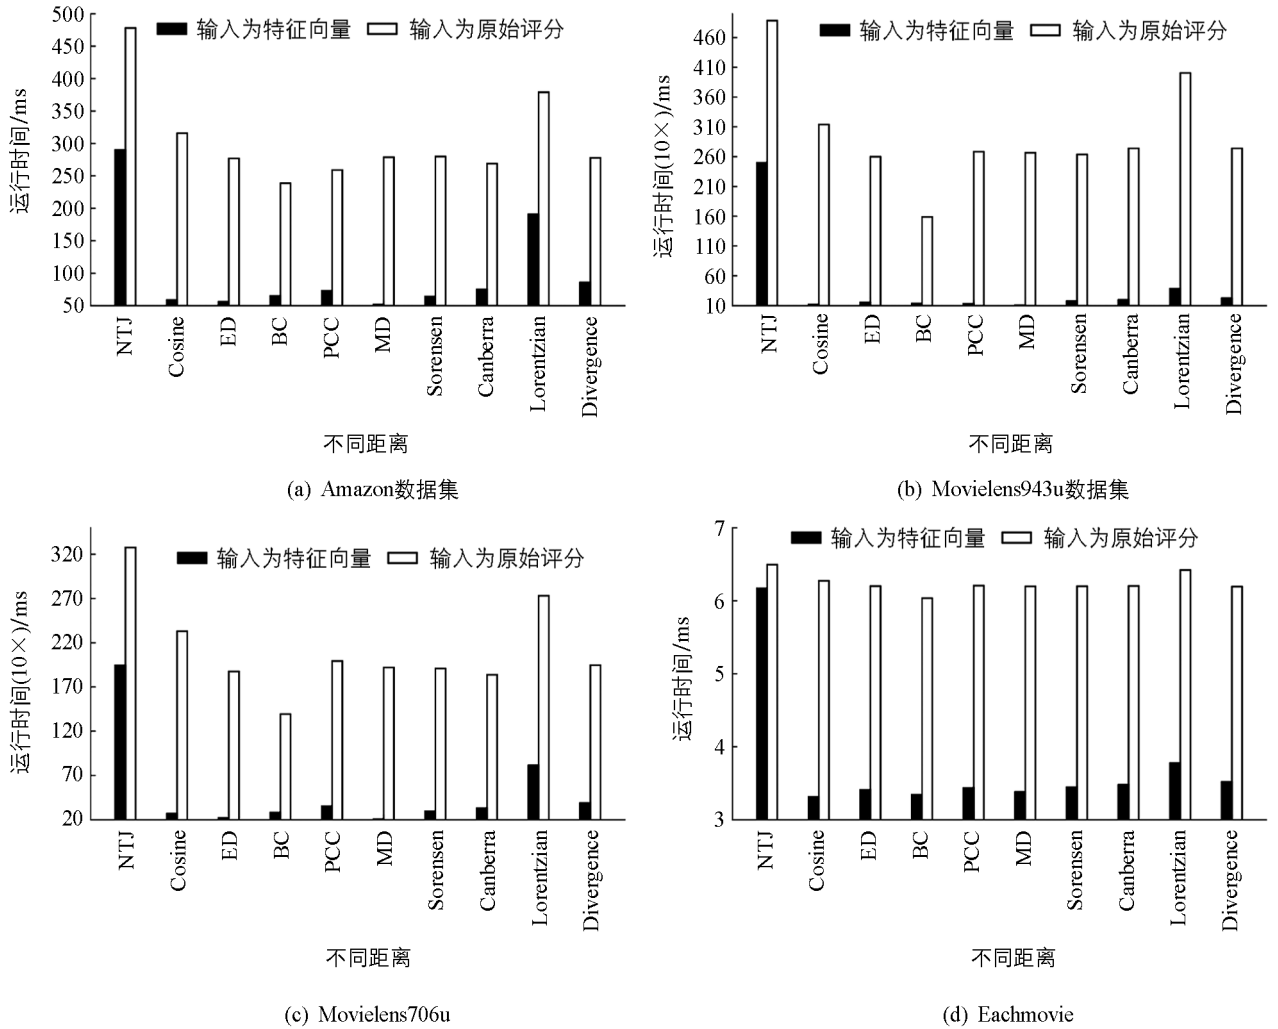 输入为特征向量 输入为原始评分
500
450
400
350
300
250
200
150
100
50
运行时间/ms
NTJ Cosine ED BC PCC MD Sorensen Canberra Lorentzian Divergence
不同距离
(a) Amazon数据集
输入为特征向量 输入为原始评分
460
410
360
310
260
210
160
110
60
10
运行时间(10×)/ms
NTJ Cosine ED BC PCC MD Sorensen Canberra Lorentzian Divergence
不同距离
(b) Movielens943u数据集
输入为特征向量 输入为原始评分
320
270
220
170
120
70
20
运行时间(10×)/ms
NTJ Cosine ED BC PCC MD Sorensen Canberra Lorentzian Divergence
不同距离
(c) Movielens706u
输入为特征向量 输入为原始评分
7
6
5
4
3
运行时间/ms
NTJ Cosine ED BC PCC MD Sorensen Canberra Lorentzian Divergence
不同距离
(d) Eachmovie